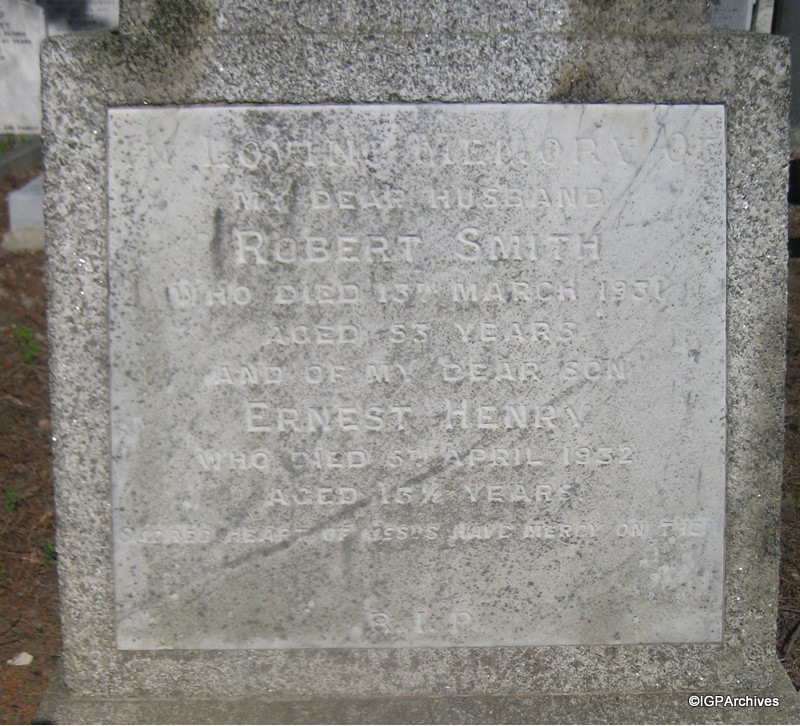 IN LOVING MEMORY OF
MY DEAR HUSBAND
ROBERT SMITH
WHO DIED 13TH MARCH 1931
AGED 53 YEARS.
AND OF MY DEAR SON
ERNEST HENRY
WHO DIED 6TH APRIL 1932
AGED 13½ YEARS
SACRED HEART OF JESUS HAVE MERCY ON THE
R.I.P.
©IGPArchives